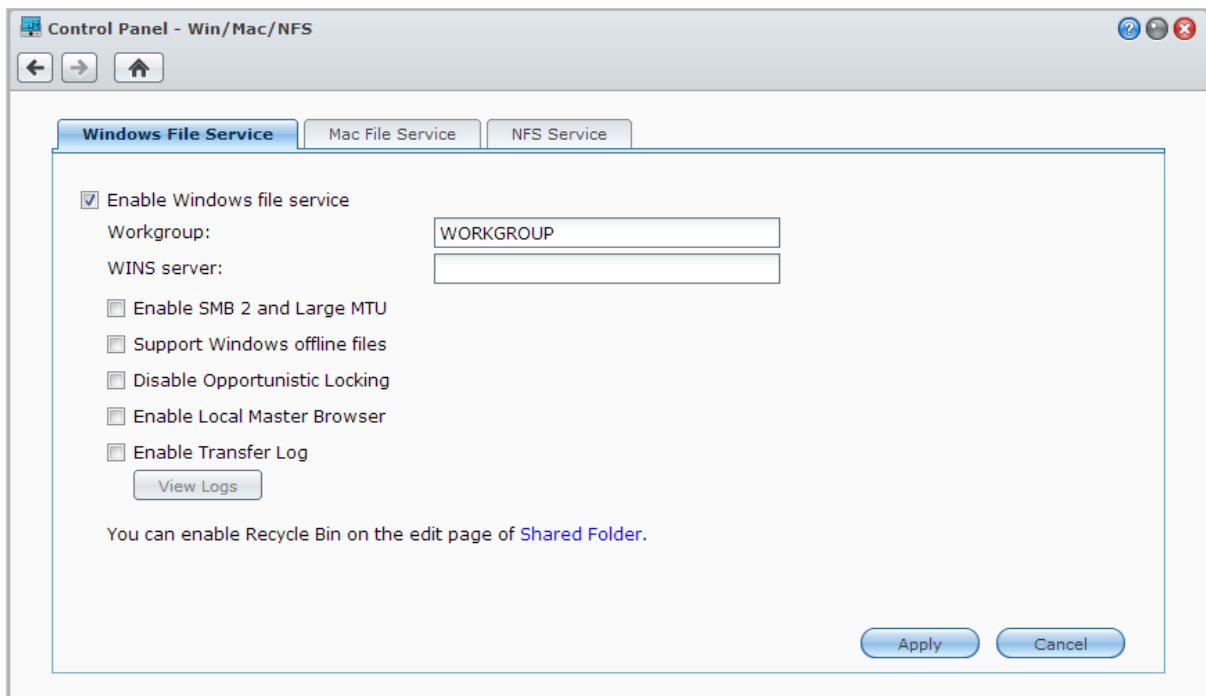 Control Panel - Win/Mac/NFS
Windows File Service
Mac File Service
NFS Service
Enable Windows file service
Workgroup:
WORKGROUP
WINS server:
Enable SMB 2 and Large MTU
Support Windows offline files
Disable Opportunistic Locking
Enable Local Master Browser
Enable Transfer Log
View Logs
You can enable Recycle Bin on the edit page of Shared Folder.
Apply
Cancel